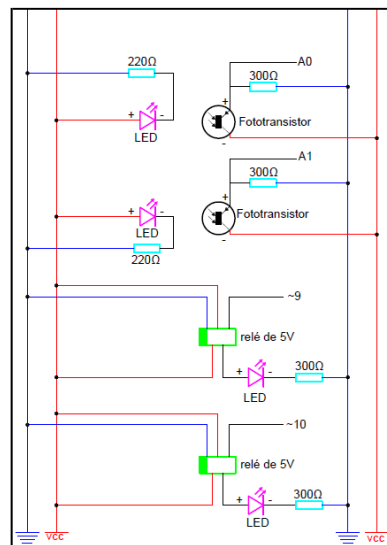 220Ω
+ -
LED
A0
300Ω
+
Fototransistor
-
A1
300Ω
+
Fototransistor
-
+ -
LED
220Ω
~9
relé de 5V
300Ω
+ -
LED
~10
relé de 5V
300Ω
+ -
LED
VCC
VCC